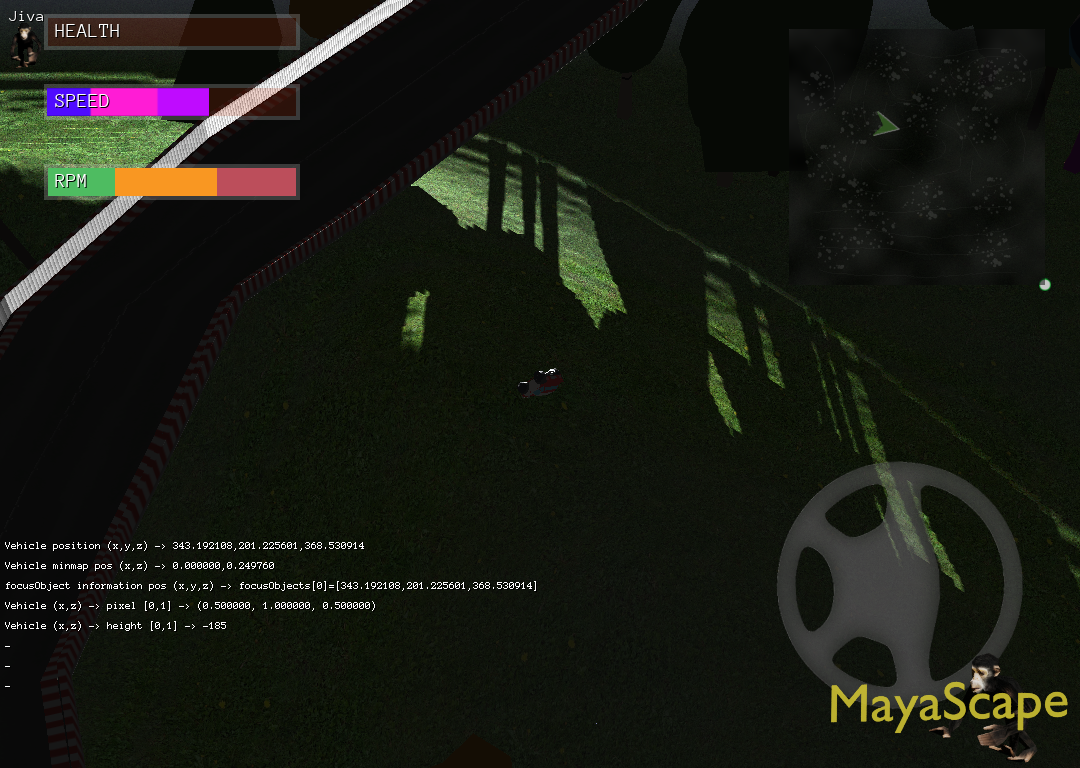 Jiva
HEALTH
SPEED
RPM
Vehicle position (x,y,z) -> 343.192108,201.225601,368.530914
Vehicle minmap pos (x,z) -> 0.000000,0.249760
focusObject information pos (x,y,z) -> focusObjects[0]=[343.192108,201.225601,368.530914]
Vehicle (x,z) -> pixel [0,1] -> (0.500000, 1.000000, 0.500000)
Vehicle (x,z) -> height [0,1] -> -185
-
-
-
MayaScape